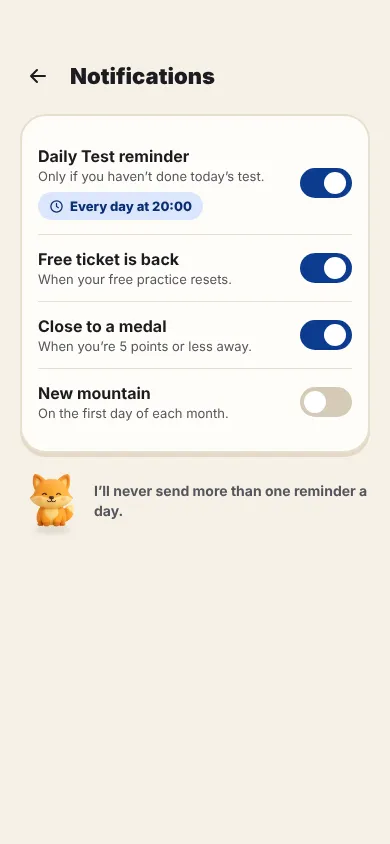 Notifications
Daily Test reminder
Only if you haven’t done today’s test.
Every day at 20:00
Free ticket is back
When your free practice resets.
Close to a medal
When you’re 5 points or less away.
New mountain
On the first day of each month.
I’ll never send more than one reminder a
day.